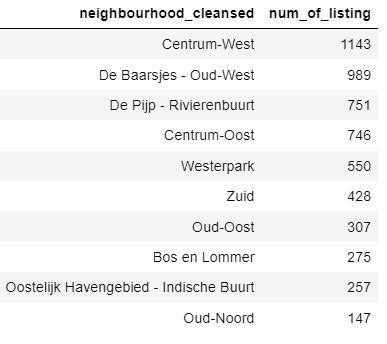 neighbourhood_cleansed num_of_listing
Centrum-West 1143
De Baarsjes - Oud-West 989
De Pijp - Rivierenbuurt 751
Centrum-Oost 746
Westerpark 550
Zuid 428
Oud-Oost 307
Bos en Lommer 275
Oostelijk Havengebied - Indische Buurt 257
Oud-Noord 147